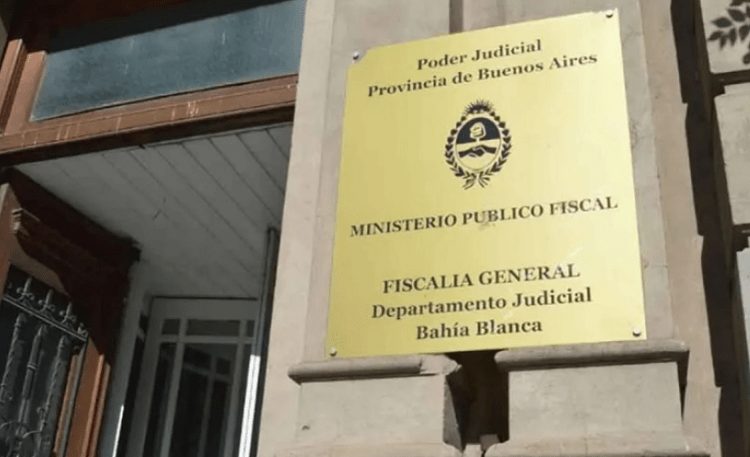 Poder Judicial
Provincia de Buenos Aires
MINISTERIO PUBLICO FISCAL
FISCALIA GENERAL
Departamento Judicial
Bahía Blanca